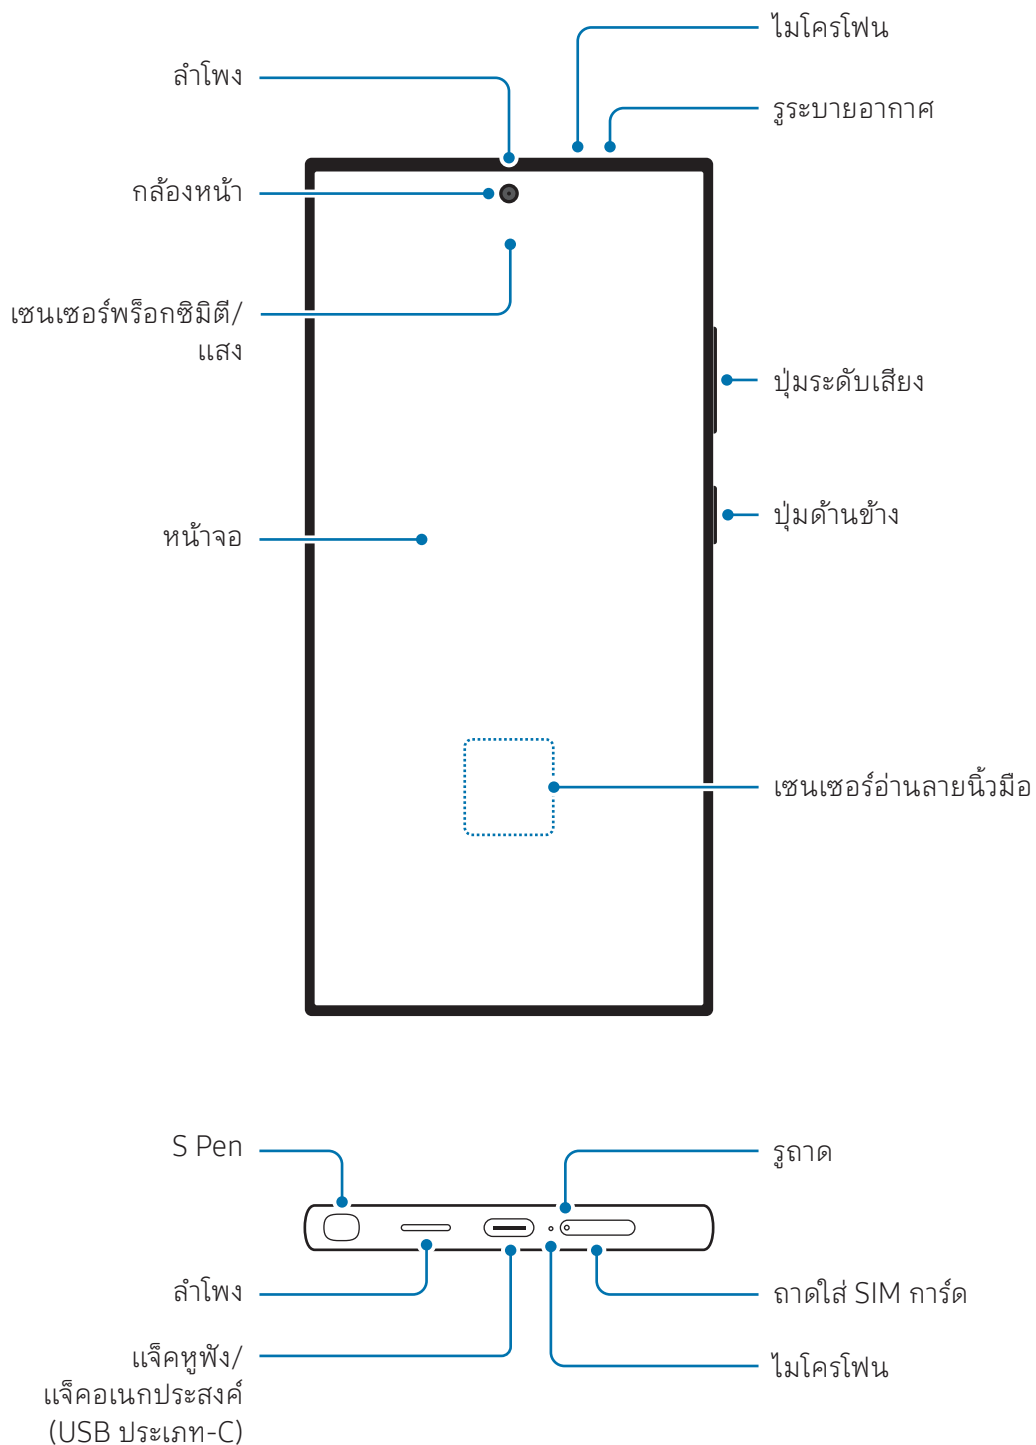 ไมโครโฟน
ลำโพง
รูระบายอากาศ
กล้องหน้า
เซนเซอร์พร็อกซิมิตี/
แสง
ปุ่มระดับเสียง
ปุ่มด้านข้าง
หน้าจอ
เซนเซอร์อ่านลายนิ้วมือ
S Pen
รูถาด
ลำโพง
ถาดใส่ SIM การ์ด
แจ็คหูฟัง/
แจ็คอเนกประสงค์
(USB ประเภท-C)
ไมโครโฟน